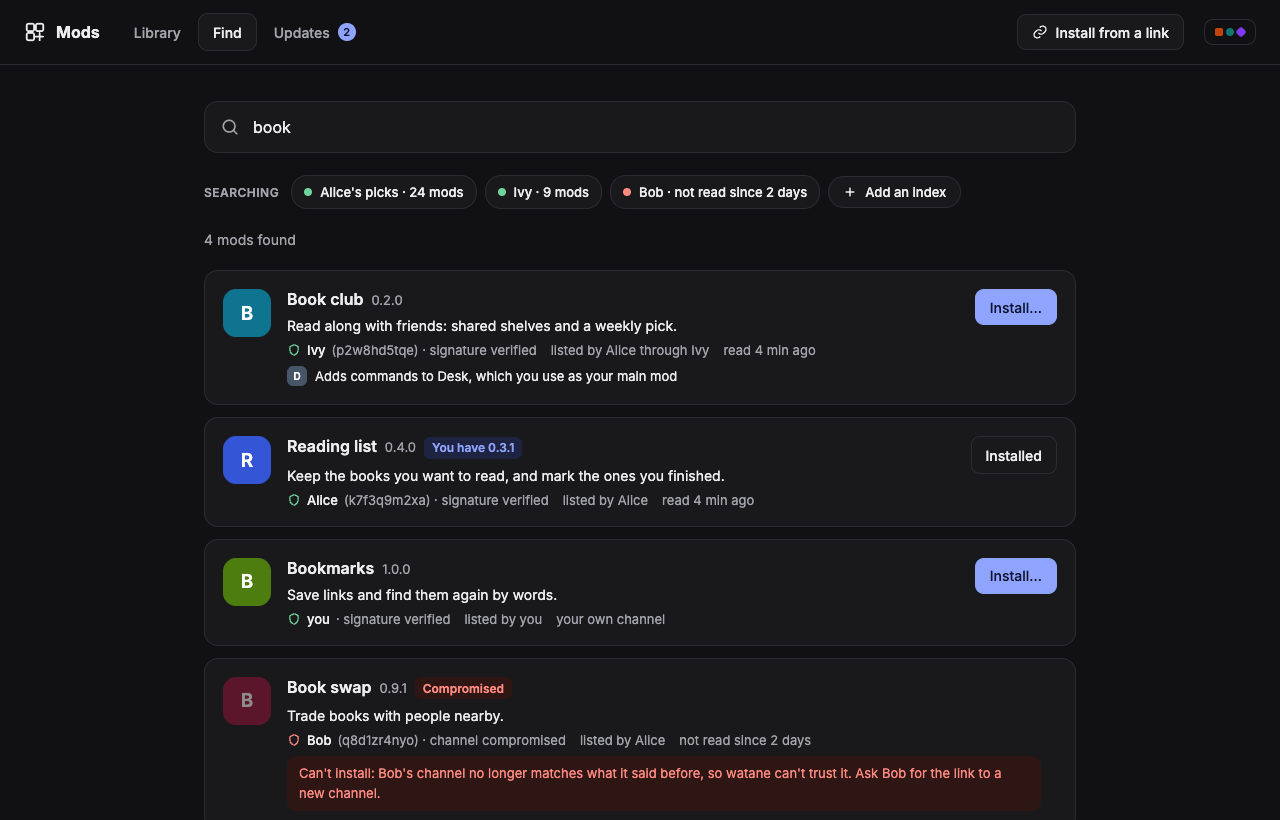 Mods
Library
Find
Updates 2
Install from a link
book
SEARCHING
Alice's picks · 24 mods
Ivy · 9 mods
Bob · not read since 2 days
+ Add an index
4 mods found
B
Book club 0.2.0
Install...
Read along with friends: shared shelves and a weekly pick.
Ivy (p2w8hd5tqe) · signature verified listed by Alice through Ivy read 4 min ago
D Adds commands to Desk, which you use as your main mod
R
Reading list 0.4.0 You have 0.3.1
Installed
Keep the books you want to read, and mark the ones you finished.
Alice (k7f3q9m2xa) · signature verified listed by Alice read 4 min ago
B
Bookmarks 1.0.0
Install...
Save links and find them again by words.
you · signature verified listed by you your own channel
B
Book swap 0.9.1 Compromised
Trade books with people nearby.
Bob (q8d1zr4nyo) · channel compromised listed by Alice not read since 2 days
Can't install: Bob's channel no longer matches what it said before, so watane can't trust it. Ask Bob for the link to a
new channel.